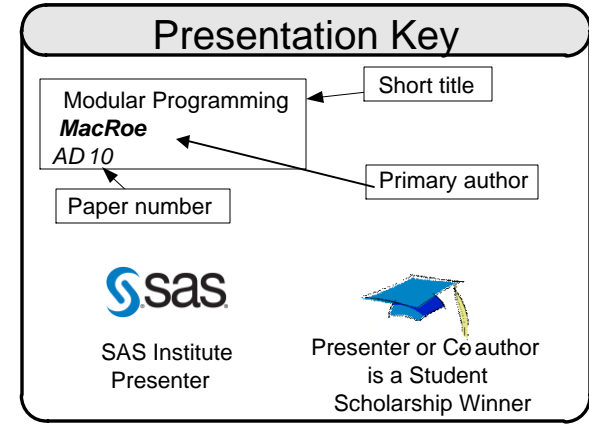 Presentation Key
Short title
Modular Programming
MacRoe
AD 10
Primary author
Paper number
sas
SAS Institute
Presenter
Presenter or Co author
is a Student
Scholarship Winner